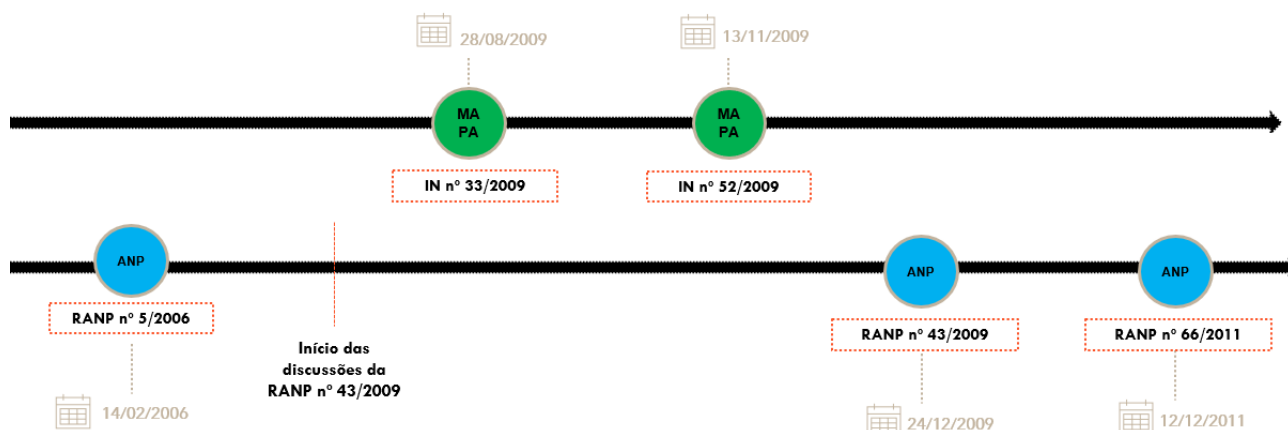 28/08/2009
13/11/2009
MA
PA
MA
PA
IN nº 33/2009
IN nº 52/2009
ANP
ANP
ANP
RANP nº 5/2006
RANP nº 43/2009
RANP nº 66/2011
Início das
discussões da
RANP nº 43/2009
14/02/2006
24/12/2009
12/12/2011